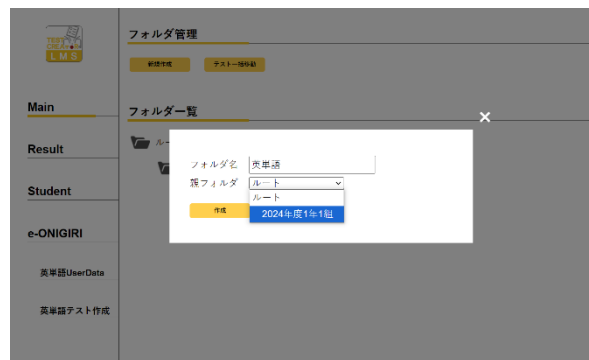 LMS
フォルダ管理
新規作成
テスト一括移動
Main
フォルダ一覧
×
Result
フォルダ名
英単語
親フォルダ
ルート
ルート
作成
2024年度1年1組
Student
e-ONIGIRI
英単語UserData
英単語テスト作成